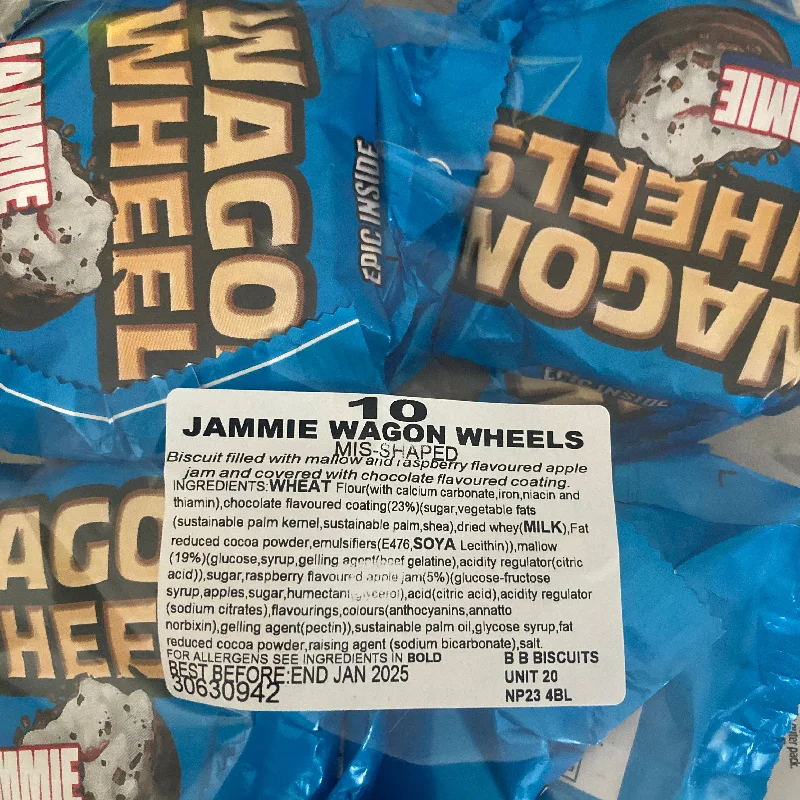 JAMMIE
WAGON
WHEEL
EPIC INSIDE
WAGON
WHEELS
EPIC INSIDE
AGO
HEE
MMIE
10
JAMMIE WAGON WHEELS
MIS-SHAPED
Biscuit filled with mallow and raspberry flavoured apple
jam and covered with chocolate flavoured coating.
INGREDIENTS:WHEAT Flour(with calcium carbonate,iron,niacin and
thiamin),chocolate flavoured coating(23%)(sugar,vegetable fats
(sustainable palm kernel,sustainable palm,shea),dried whey(MILK),Fat
reduced cocoa powder,emulsifiers(E476,SOYA Lecithin)),mallow
(19%)(glucose,syrup,gelling agent(beef gelatine),acidity regulator(citric
acid)),sugar,raspberry flavoured apple jam(5%)(glucose-fructose
syrup,apples,sugar,humectant(glycerol),acid(citric acid),acidity regulator
(sodium citrates),flavourings,colours(anthocyanins,annatto
norbixin),gelling agent(pectin)),sustainable palm oil,glycose syrup,fat
reduced cocoa powder,raising agent (sodium bicarbonate),salt.
FOR ALLERGENS SEE INGREDIENTS IN BOLD
BEST BEFORE:END JAN 2025
30630942
B B BISCUITS
UNIT 20
NP23 4BL